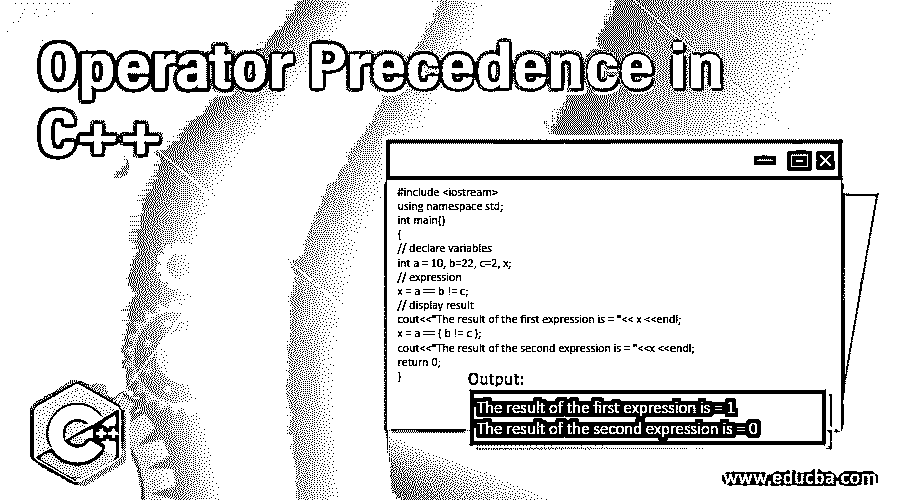 Operator Precedence in
C++
#include <iostream>
using namespace std;
int main()
{
// declare variables
int a = 10, b=22, c=2, x;
// expression
x = a == b != c;
// display result
cout<<"The result of the first expression is = "<< x <<endl;
x = a == ( b != c );
cout<<"The result of the second expression is = "<<x <<endl;
return 0;
}
Output:
The result of the first expression is = 1
The result of the second expression is = 0
www.educba.com